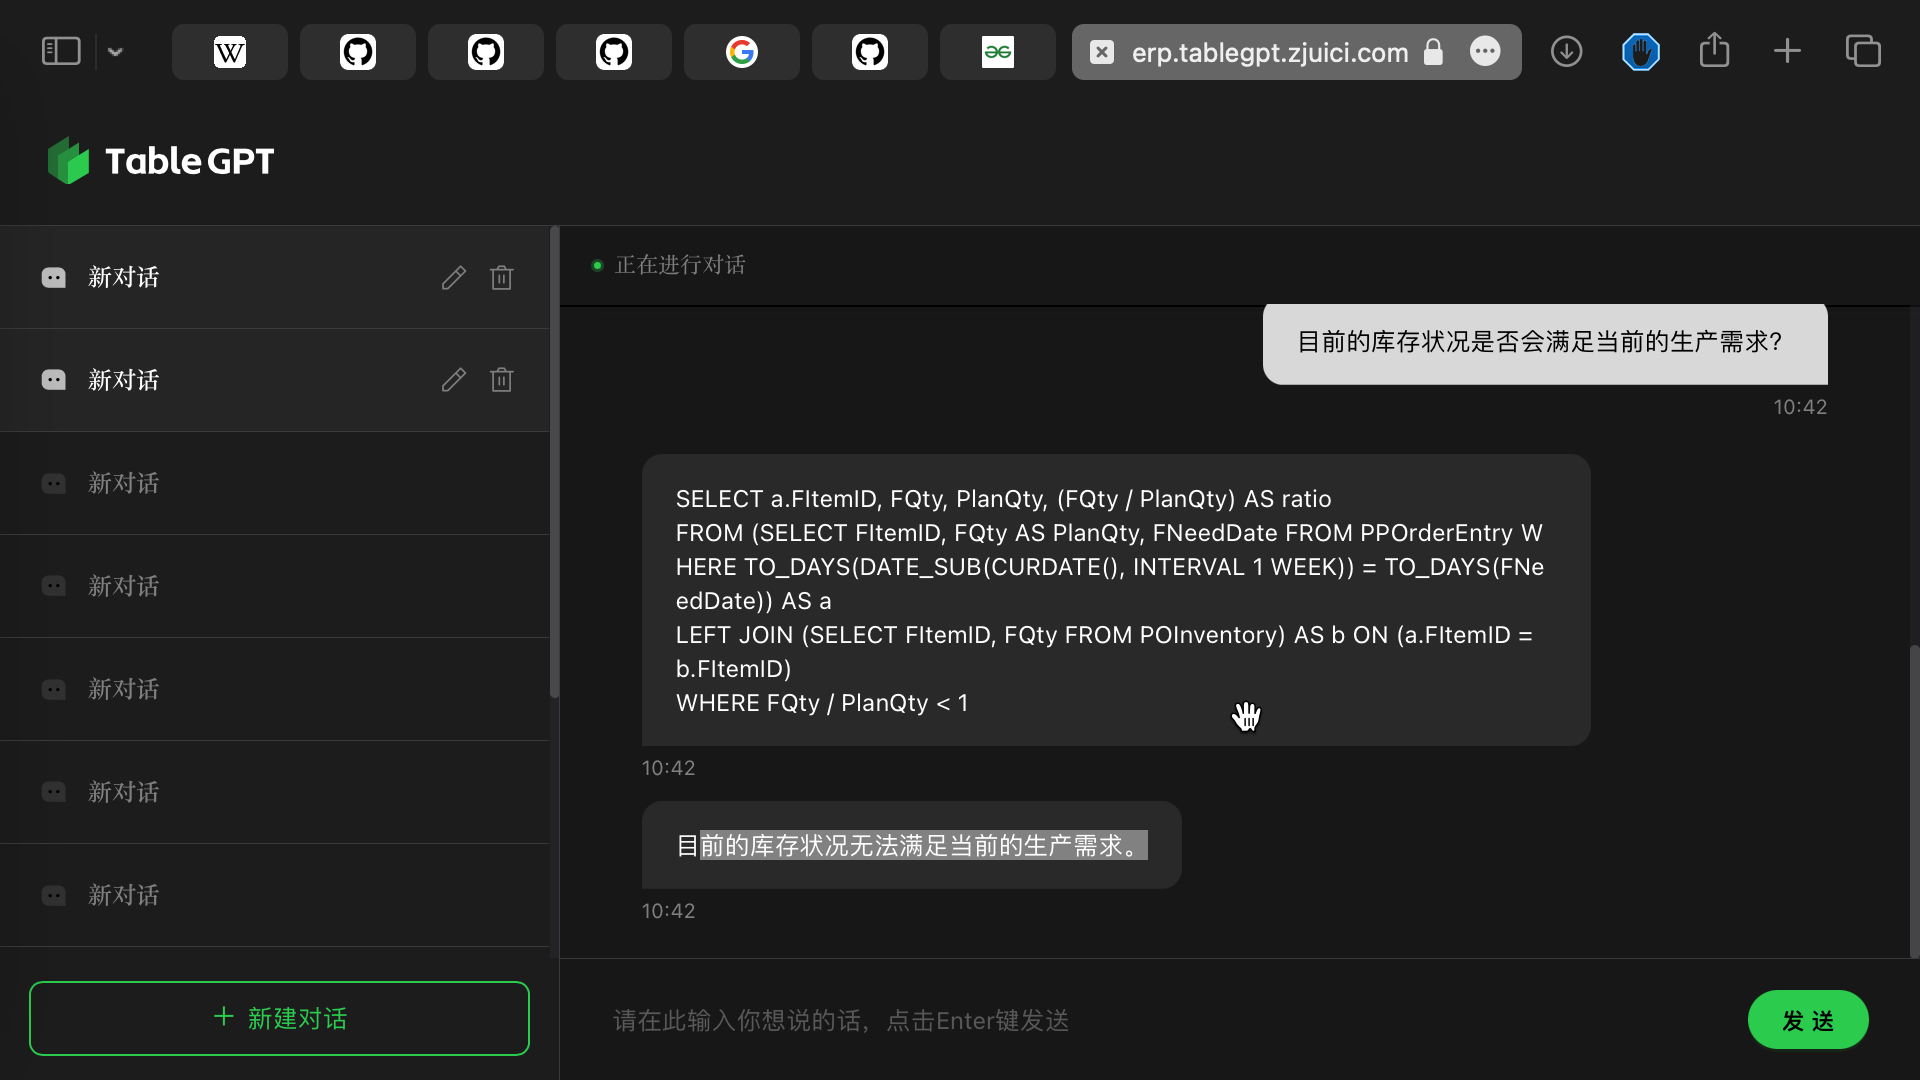 W
erp.tablegpt.zjuici.com
Table GPT
新对话
新对话
新对话
新对话
新对话
新对话
新对话
新建对话
正在进行对话
目前的库存状况是否会满足当前的生产需求?
10:42
SELECT a.FItemID, FQty, PlanQty, (FQty / PlanQty) AS ratio
FROM (SELECT FItemID, FQty AS PlanQty, FNeedDate FROM PPOrderEntry W
HERE TO_DAYS(DATE_SUB(CURDATE(), INTERVAL 1 WEEK)) = TO_DAYS(FNe
edDate)) AS a
LEFT JOIN (SELECT FItemID, FQty FROM POInventory) AS b ON (a.FItemID =
b.FItemID)
WHERE FQty / PlanQty < 1
10:42
目前的库存状况无法满足当前的生产需求。
10:42
请在此输入你想说的话，点击Enter键发送
发 送